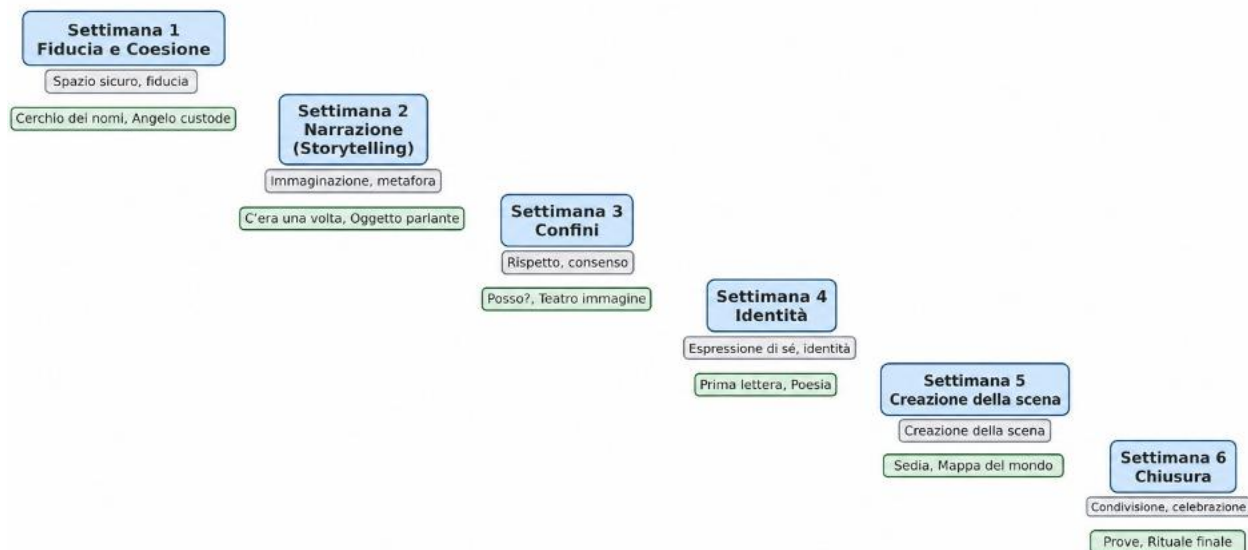 Settimana 1
Fiducia e Coesione
Spazio sicuro, fiducia
Cerchio dei nomi, Angelo custode
Settimana 2
Narrazione
(Storytelling)
Immaginazione, metafora
C'era una volta, Oggetto parlante
Settimana 3
Confini
Rispetto, consenso
Posso?, Teatro immagine
Settimana 4
Identità
Espressione di sé, identità
Prima lettera, Poesia
Settimana 5
Creazione della scena
Creazione della scena
Sedia, Mappa del mondo
Settimana 6
Chiusura
Condivisione, celebrazione
Prove, Rituale finale